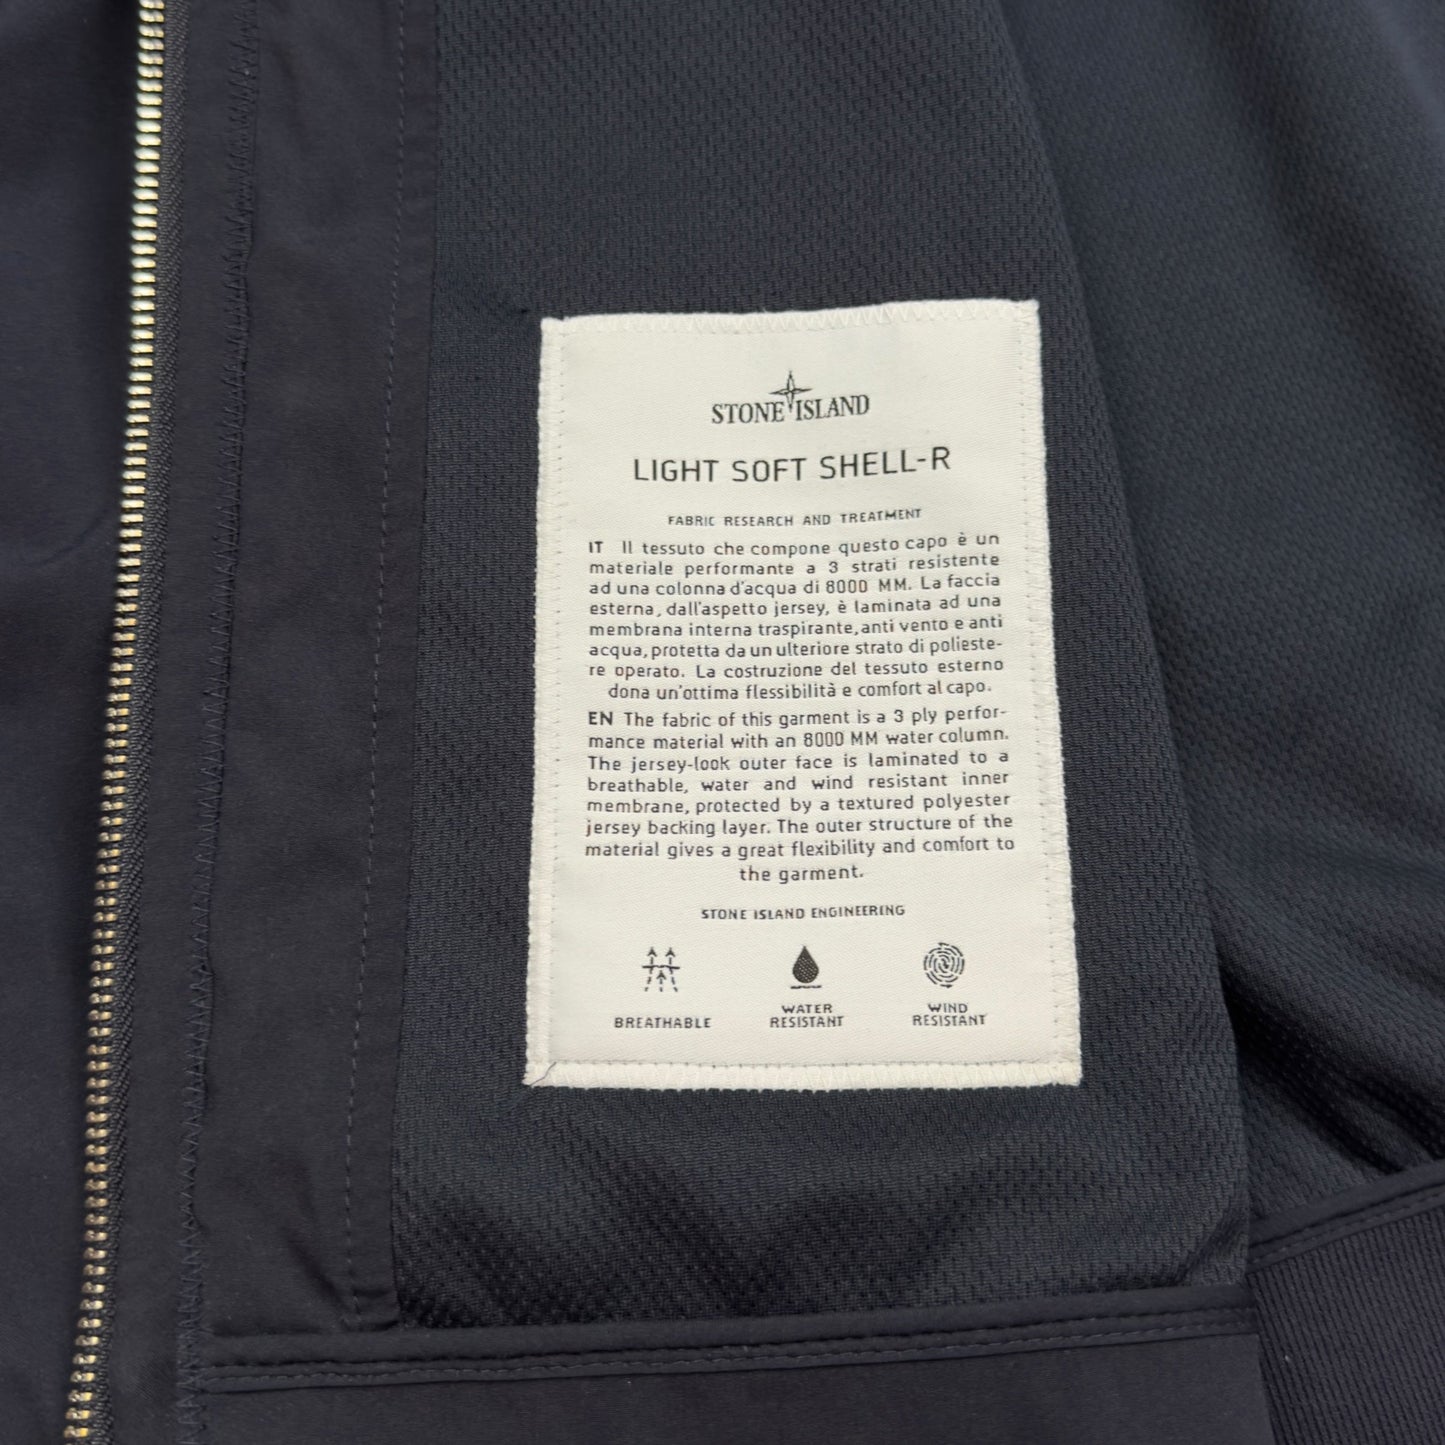 STONE ISLAND
LIGHT SOFT SHELL-R
FABRIC RESEARCH AND TREATMENT
IT Il tessuto che compone questo capo è un
materiale performante a 3 strati resistente
ad una colonna d'acqua di 8000 MM. La faccia
esterna, dall'aspetto jersey, è laminata ad una
membrana interna traspirante, anti vento e anti
acqua, protetta da un ulteriore strato di polieste-
re operato. La costruzione del tessuto esterno
dona un'ottima flessibilità e comfort al capo.
EN The fabric of this garment is a 3 ply perfor-
mance material with an 8000 MM water column.
The jersey-look outer face is laminated to a
breathable, water and wind resistant inner
membrane, protected by a textured polyester
jersey backing layer. The outer structure of the
material gives a great flexibility and comfort to
the garment.
STONE ISLAND ENGINEERING
BREATHABLE
WATER
RESISTANT
WIND
RESISTANT